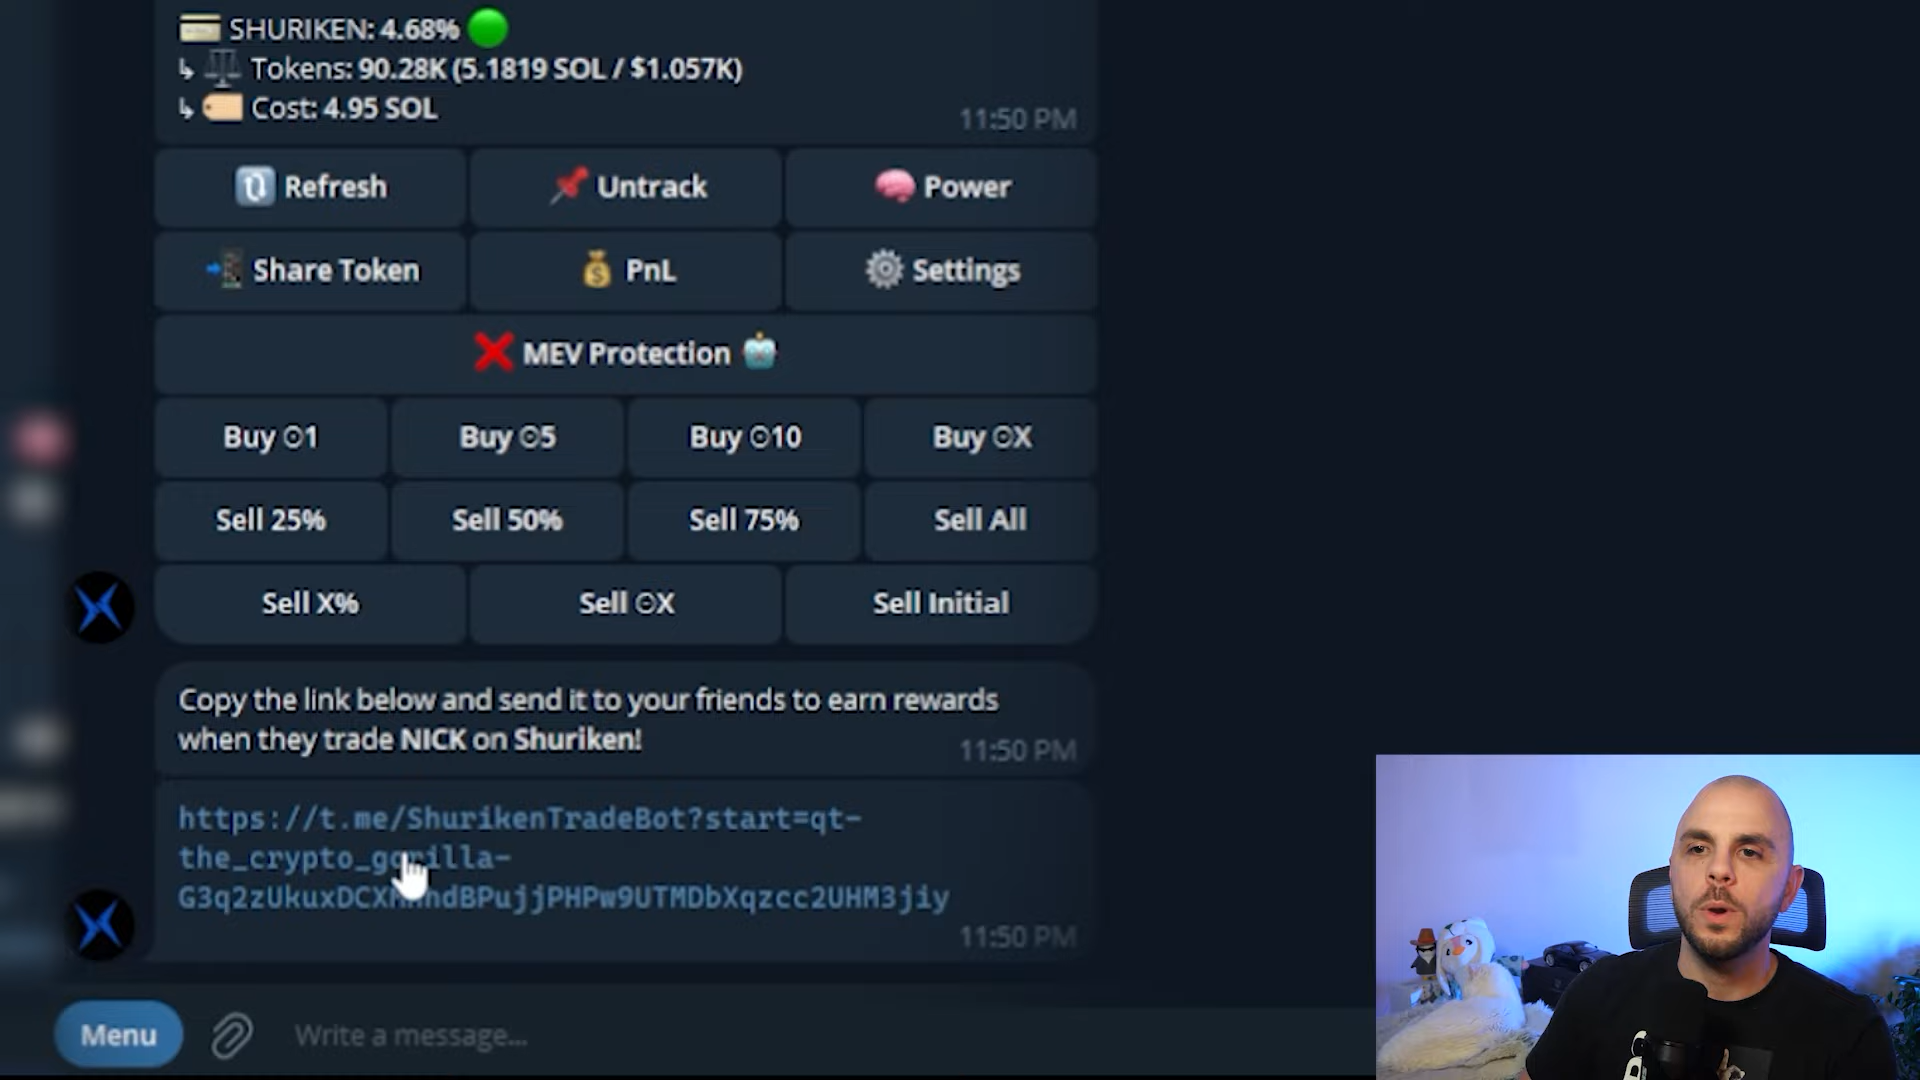 SHURIKEN: 4.68%
↳ Tokens: 90.28K (5.1819 SOL / $1.057K)
↳ Cost: 4.95 SOL
11:50 PM
Refresh
Untrack
Power
Share Token
PnL
Settings
MEV Protection
Buy ⊙1
Buy ⊙5
Buy ⊙10
Buy ⊙X
Sell 25%
Sell 50%
Sell 75%
Sell All
Sell X%
Sell ⊙X
Sell Initial
Copy the link below and send it to your friends to earn rewards
when they trade NICK on Shuriken!
11:50 PM
https://t.me/ShurikenTradeBot?start=qt-
the_crypto_gorilla-
11:50 PM
Menu
Write a message...